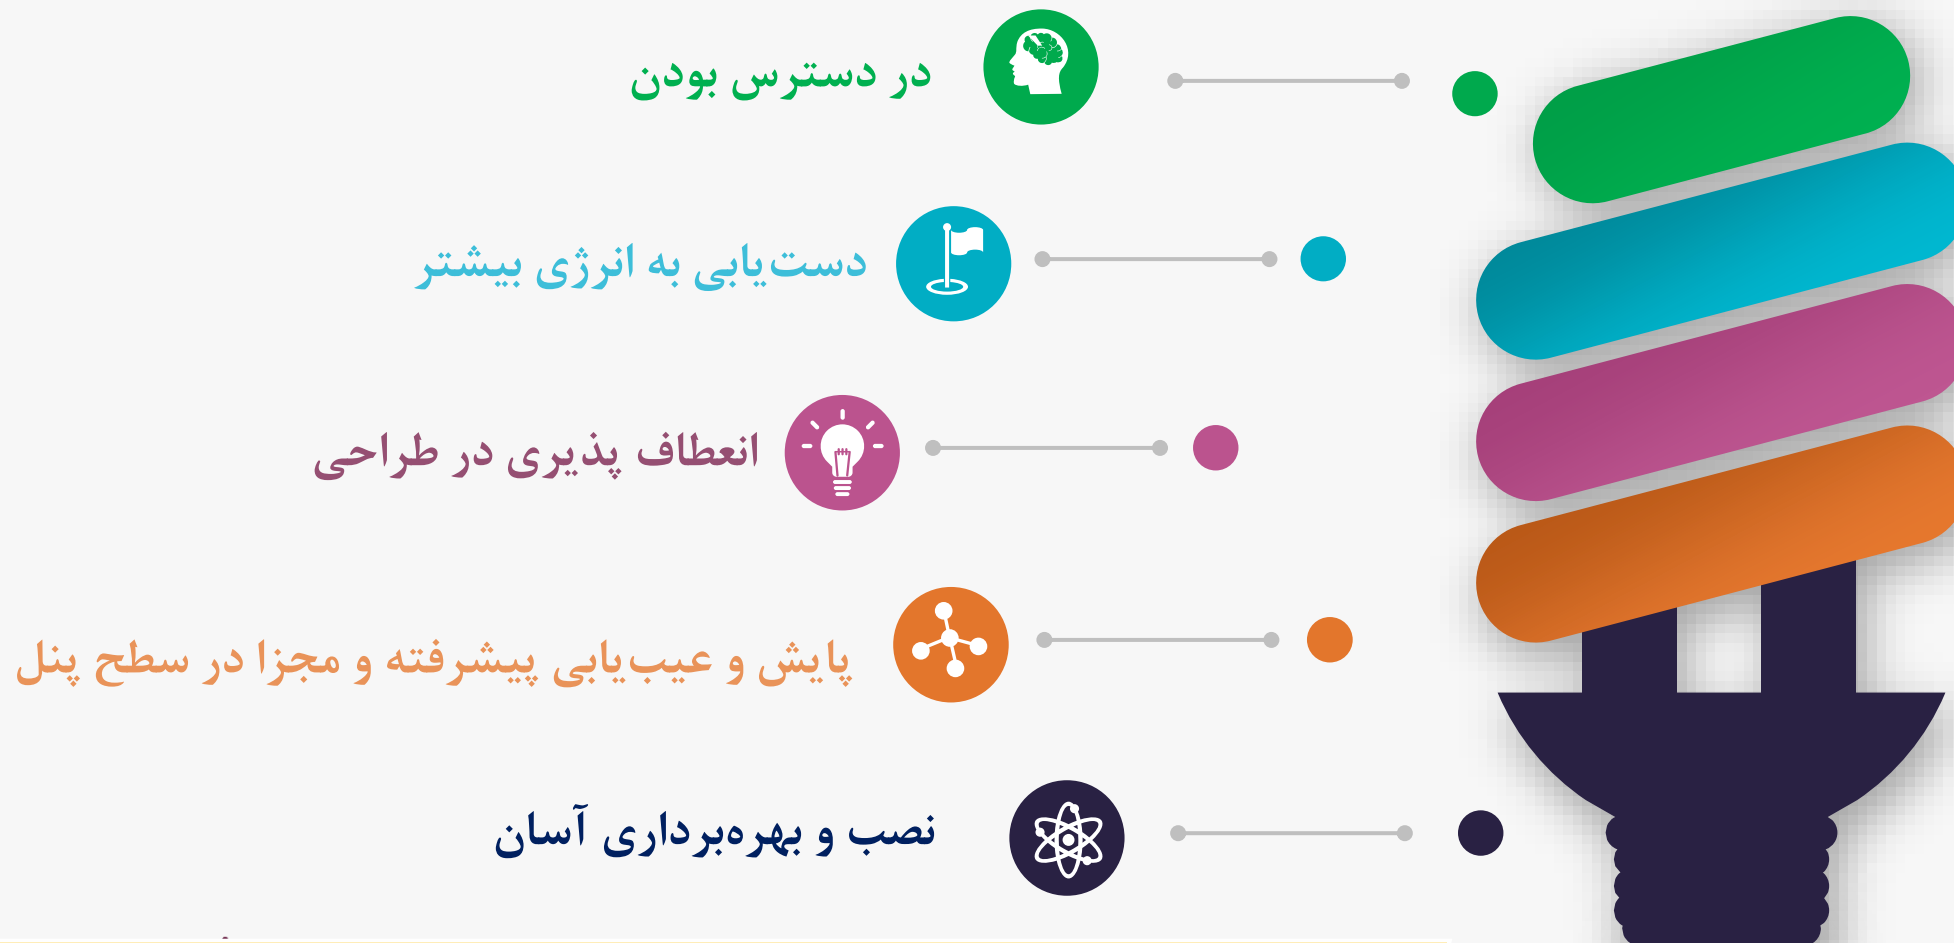 در دسترس بودن
دست‌یابی به انرژی بیشتر
انعطاف پذیری در طراحی
پایش و عیب‌یابی پیشرفته و مجزا در سطح پنل
نصب و بهره‌برداری آسان